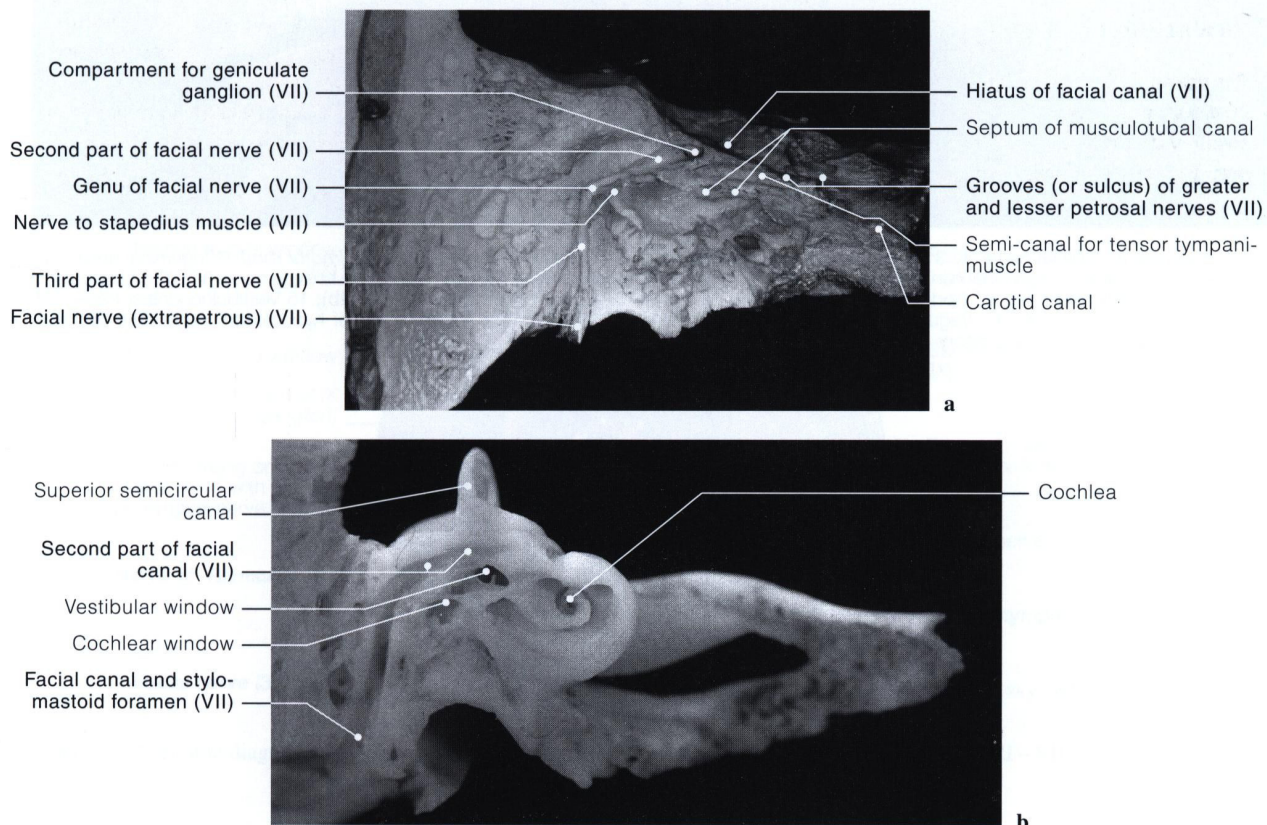 Compartment for geniculate
ganglion (VII)
Second part of facial nerve (VII)
Genu of facial nerve (VII)
Nerve to stapedius muscle (VII)
Third part of facial nerve (VII)
Facial nerve (extrapetrous) (VII)
Hiatus of facial canal (VII)
Septum of musculotubal canal
Grooves (or sulcus) of greater
and lesser petrosal nerves (VII)
Semi-canal for tensor tympani-
muscle
Carotid canal
a
Superior semicircular
canal
Second part of facial
canal (VII)
Vestibular window
Cochlear window
Facial canal and stylo-
mastoid foramen (VII)
Cochlea
b